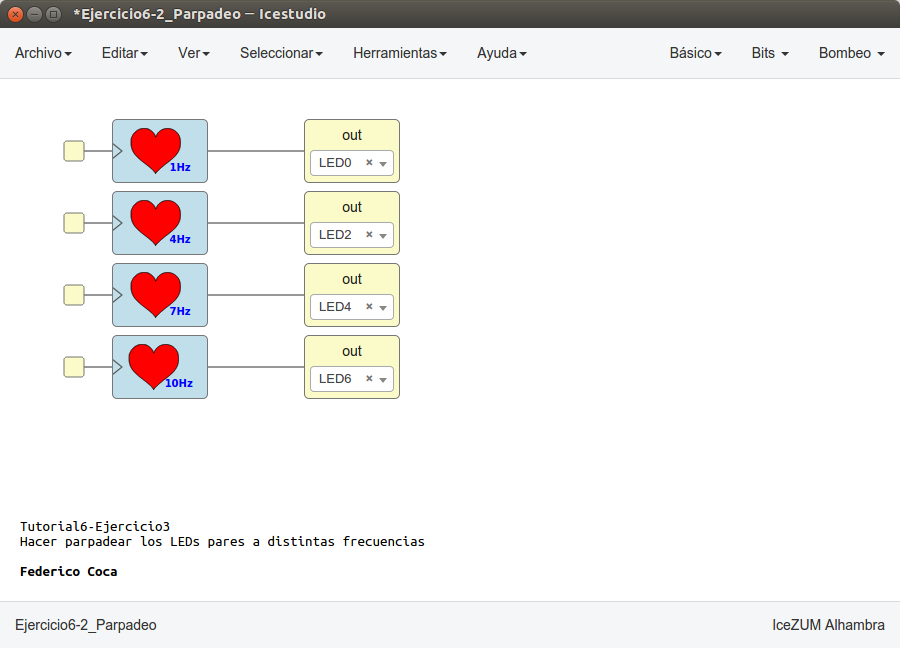 *Ejercicio6-2_Parpadeo — Icestudio
Archivo Editar Ver Seleccionar Herramientas Ayuda Básico Bits Bombeo
out
1Hz LED0
out
4Hz LED2
out
7Hz LED4
out
10Hz LED6
Tutorial6-Ejercicio3
Hacer parpadear los LEDs pares a distintas frecuencias
Federico Coca
Ejercicio6-2_Parpadeo IceZUM Alhambra